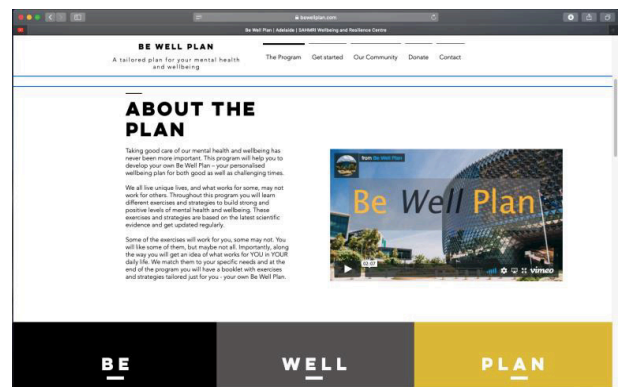 bewellplan.com
Be Well Plan | Adelaide | SAHMRI Wellbeing and Resilience Centre
BE WELL PLAN
A tailored plan for your mental health
and wellbeing
The Program Get started Our Community Donate Contact
ABOUT THE
PLAN
Taking good care of our mental health and wellbeing has
never been more important. This program will help you to
develop your own Be Well Plan – your personalised
wellbeing plan for both good as well as challenging times.
We all live unique lives, and what works for some, may not
work for others. Throughout this program you will learn
different exercises and strategies to build strong and
positive levels of mental health and wellbeing. These
exercises and strategies are based on the latest scientific
evidence and get updated regularly.
Some of the exercises will work for you, some may not. You
will like some of them, but maybe not all. Importantly, along
the way you will get an idea of what works for YOU in YOUR
daily life. We match them to your specific needs and at the
end of the program you will have a booklet with exercises
and strategies tailored just for you - your own Be Well Plan.
from Be Well Plan
Be Well Plan
02:07
vimeo
BE WELL PLAN